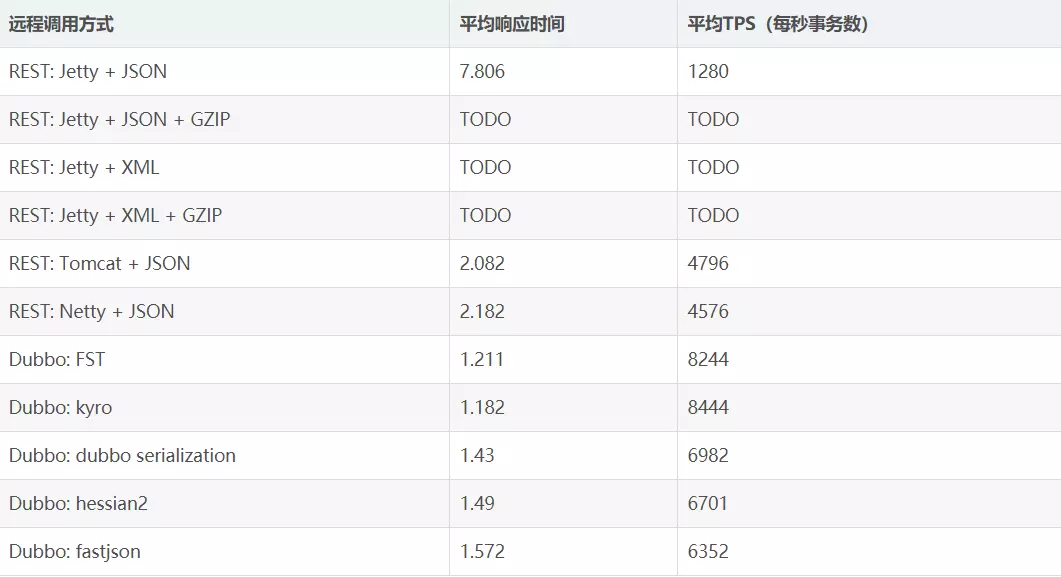 远程调用方式 平均响应时间 平均TPS（每秒事务数）
REST: Jetty + JSON 7.806 1280
REST: Jetty + JSON + GZIP TODO TODO
REST: Jetty + XML TODO TODO
REST: Jetty + XML + GZIP TODO TODO
REST: Tomcat + JSON 2.082 4796
REST: Netty + JSON 2.182 4576
Dubbo: FST 1.211 8244
Dubbo: kyro 1.182 8444
Dubbo: dubbo serialization 1.43 6982
Dubbo: hessian2 1.49 6701
Dubbo: fastjson 1.572 6352